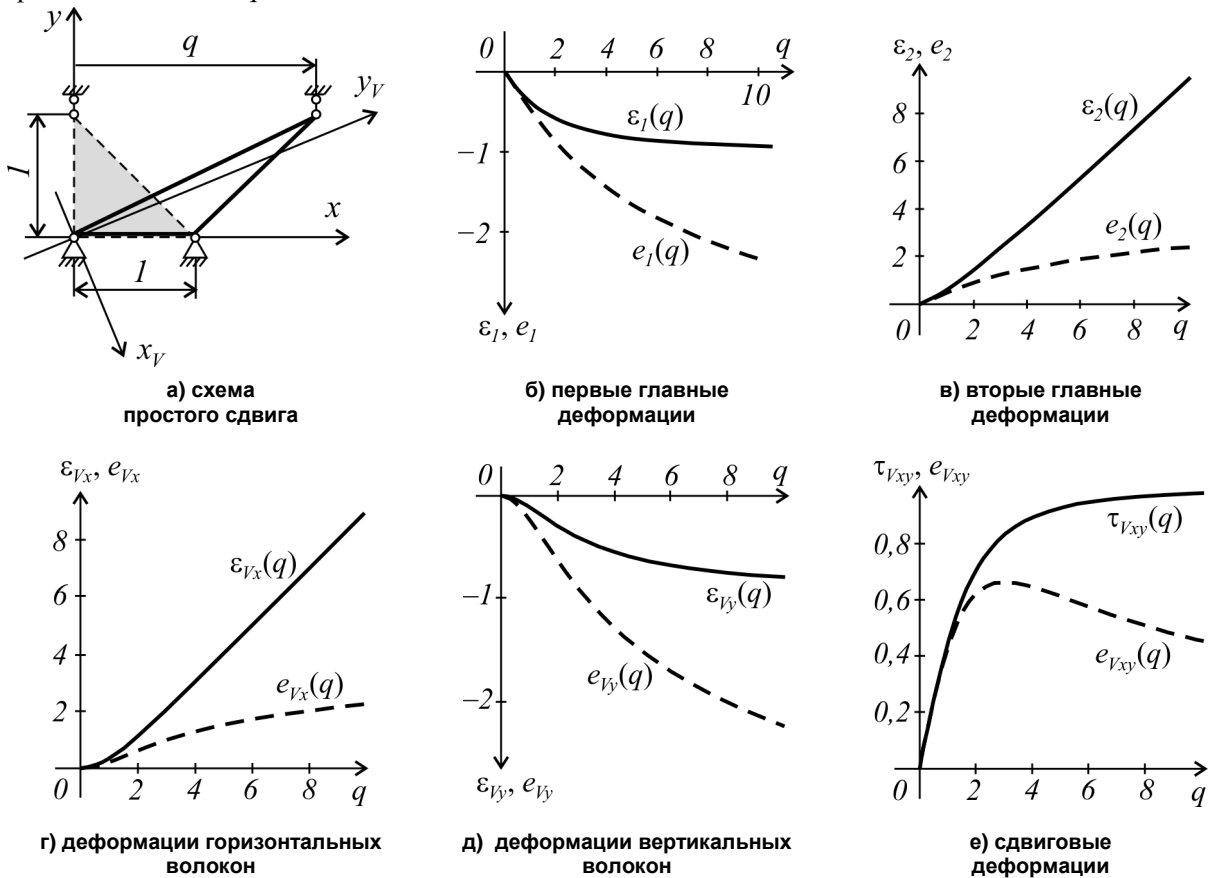 y
q
y_V
1
x
1
x_V
а) схема
простого сдвига
0 2 4 6 8 q
10
ε_1(q)
−1
−2
e_1(q)
ε_1, e_1
б) первые главные
деформации
ε_2, e_2
8
ε_2(q)
6
4
e_2(q)
2
0 2 4 6 8 q
в) вторые главные
деформации
ε_Vx, e_Vx
8
ε_Vx(q)
6
4
e_Vx(q)
2
0 2 4 6 8 q
г) деформации горизонтальных
волокон
0 2 4 6 8 q
−1
ε_Vy(q)
e_Vy(q)
−2
ε_Vy, e_Vy
д) деформации вертикальных
волокон
τ_Vxy, e_Vxy
τ_Vxy(q)
0,8
0,6
0,4
e_Vxy(q)
0,2
0 2 4 6 8 q
е) сдвиговые
деформации